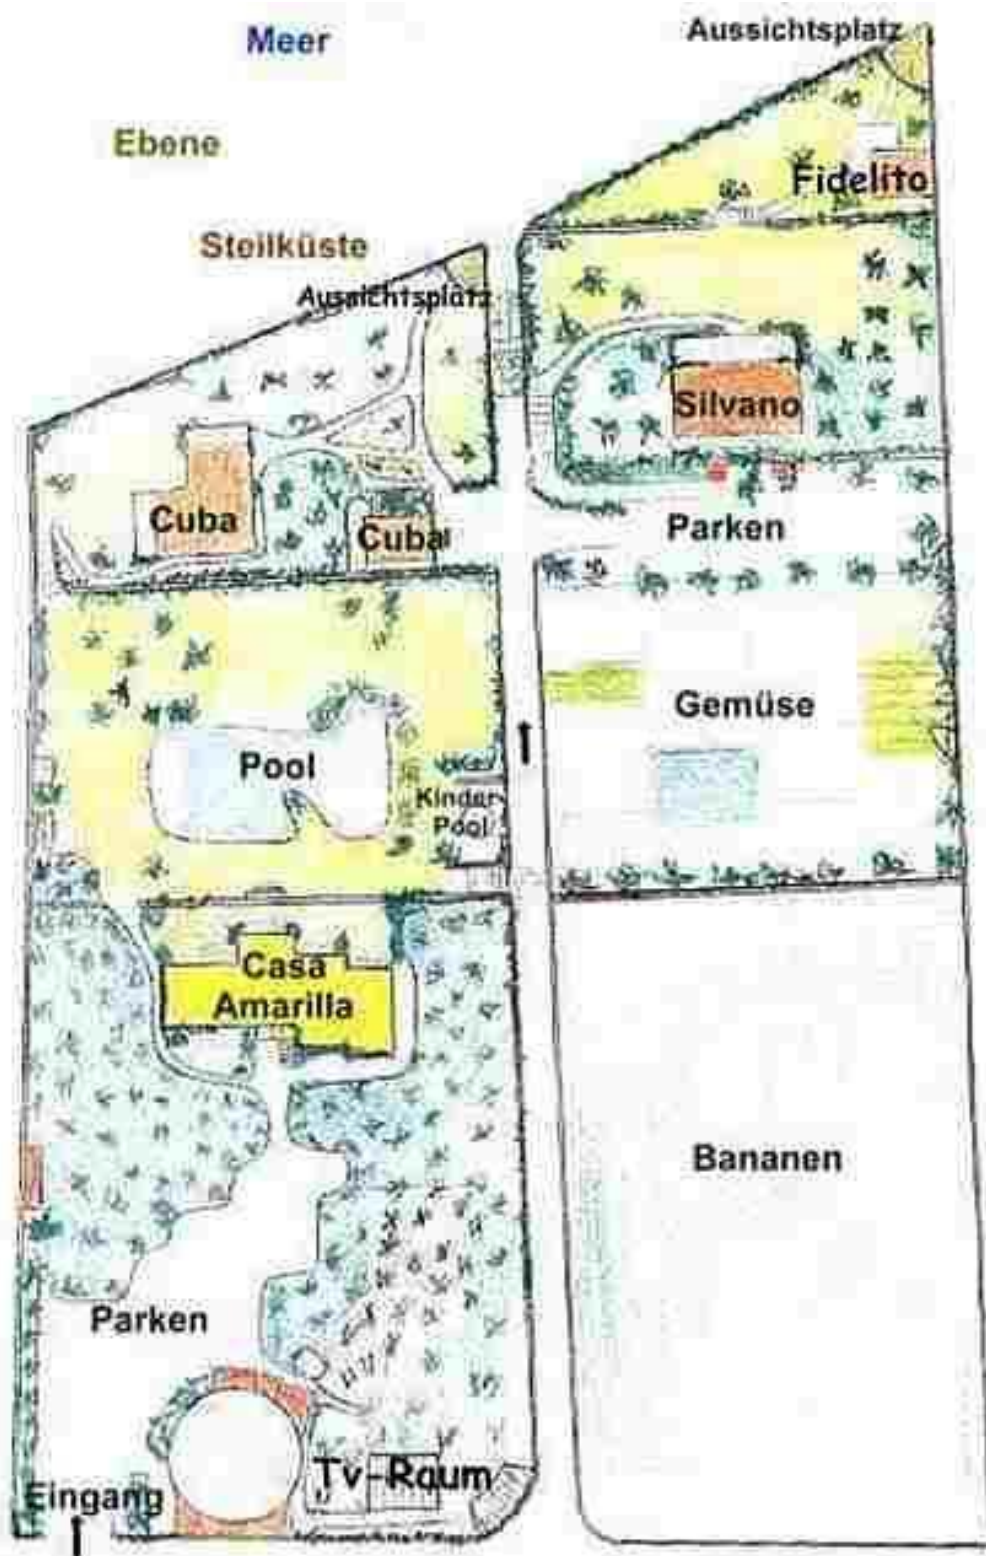 Meer
Aussichtsplatz
Ebene
Fidelito
Steilküste
Aussichtsplatz
Silvano
Cuba
Cubal
Parken
Gemüse
Pool
Kinder
Pool
Casa
Amarilla
Bananen
Parken
Tv-Raum
Eingang